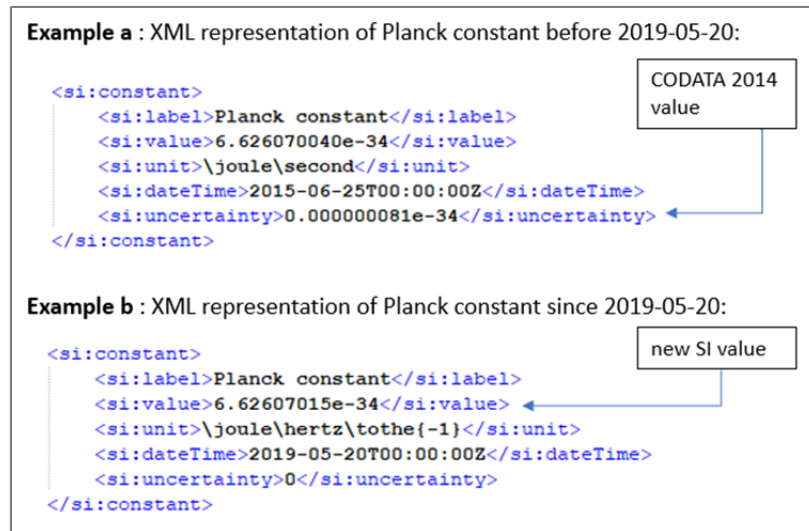 Example a : XML representation of Planck constant before 2019-05-20:
CODATA 2014
value
<si:constant>
<si:label>Planck constant</si:label>
<si:value>6.626070040e-34</si:value>
<si:unit>\joule\second</si:unit>
<si:dateTime>2015-06-25T00:00:00Z</si:dateTime>
<si:uncertainty>0.000000081e-34</si:uncertainty>
</si:constant>
Example b : XML representation of Planck constant since 2019-05-20:
new SI value
<si:constant>
<si:label>Planck constant</si:label>
<si:value>6.62607015e-34</si:value>
<si:unit>\joule\hertz\tothe{-1}</si:unit>
<si:dateTime>2019-05-20T00:00:00Z</si:dateTime>
<si:uncertainty>0</si:uncertainty>
</si:constant>